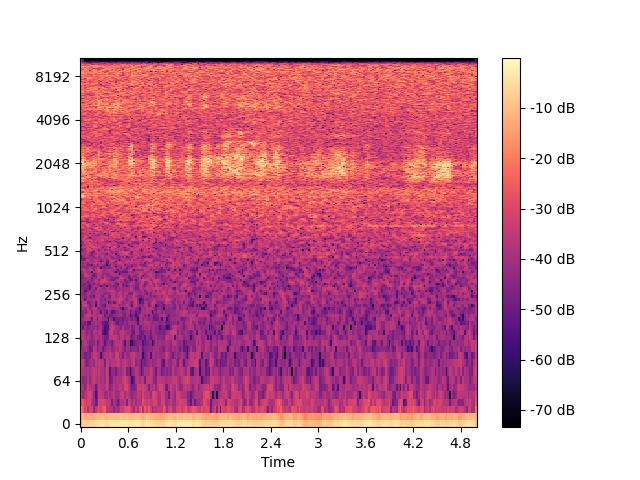 8192
4096
2048
1024
512
256
128
64
0
Hz
0 0.6 1.2 1.8 2.4 3 3.6 4.2 4.8
Time
-10 dB
-20 dB
-30 dB
-40 dB
-50 dB
-60 dB
-70 dB